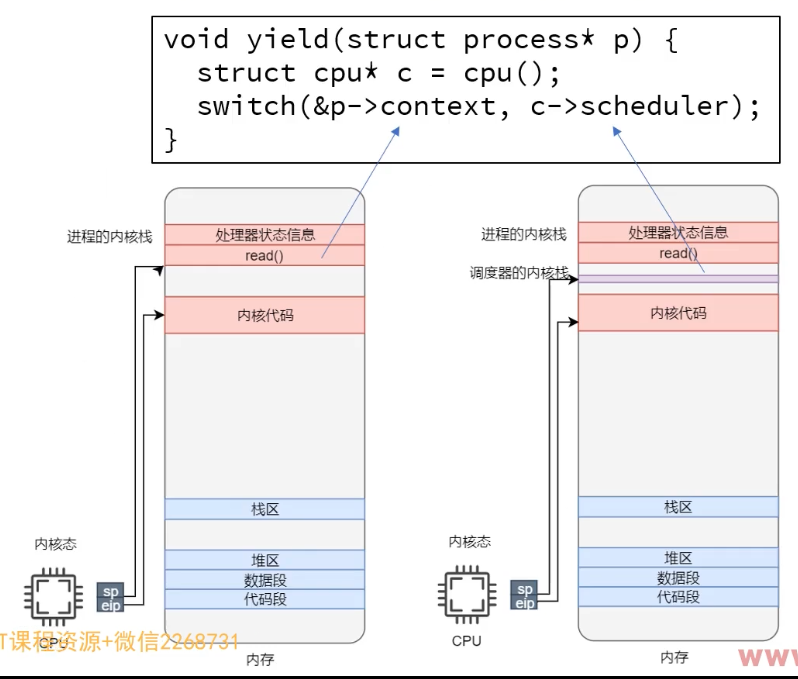 void yield(struct process* p) {
struct cpu* c = cpu();
switch(&p->context, c->scheduler);
}
进程的内核栈
处理器状态信息
read()
内核代码
栈区
堆区
数据段
代码段
内核态
sp
eip
CPU
内存
进程的内核栈
处理器状态信息
read()
调度器的内核栈
内核代码
栈区
堆区
数据段
代码段
内核态
sp
eip
CPU
内存
T课程资源+微信2268731
www